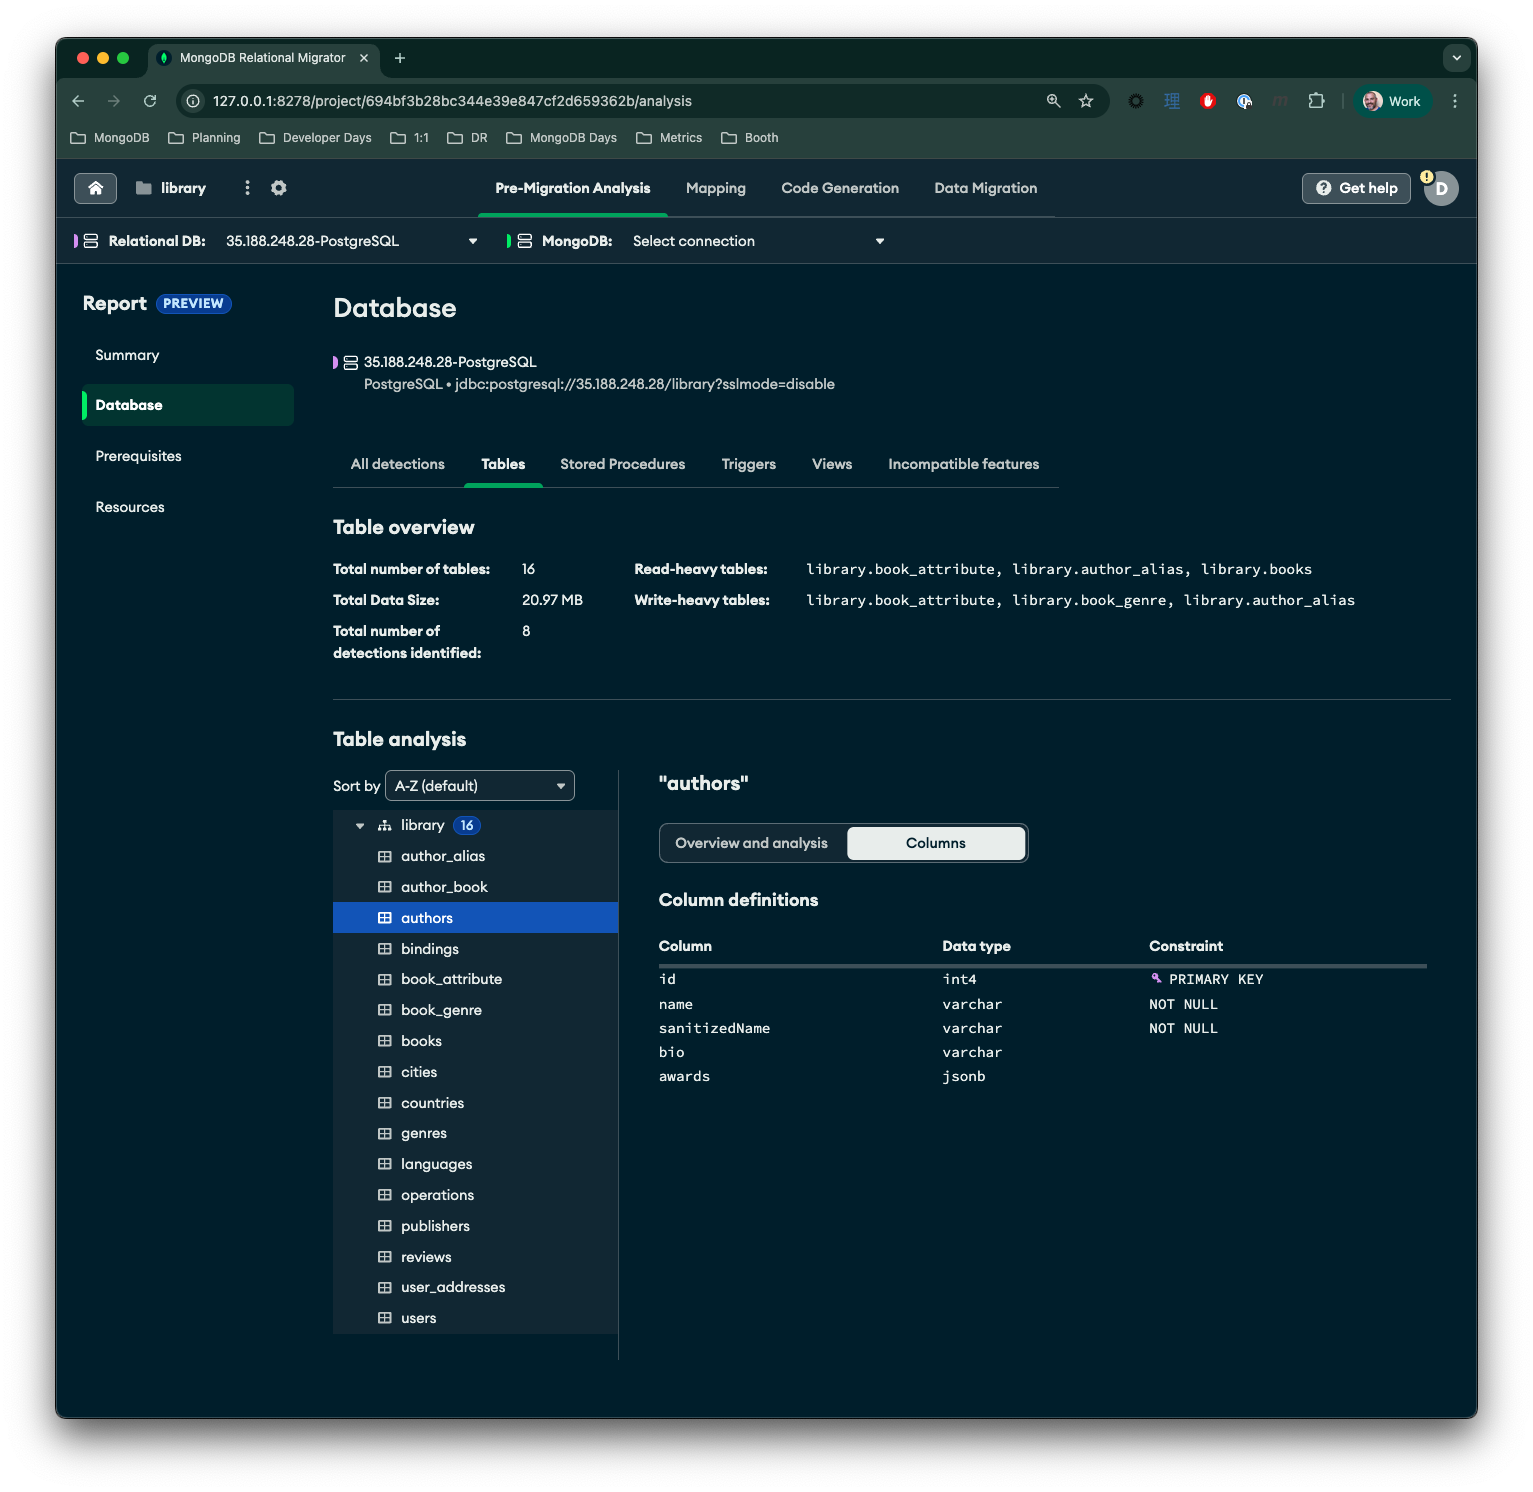 MongoDB Relational Migrator
127.0.0.1:8278/project/694bf3b28bc344e39e847cf2d659362b/analysis
Work
MongoDB Planning Developer Days 1:1 DR MongoDB Days Metrics Booth
library Pre-Migration Analysis Mapping Code Generation Data Migration Get help D
Relational DB: 35.188.248.28-PostgreSQL MongoDB: Select connection
Report PREVIEW
Summary
Database
Prerequisites
Resources
Database
35.188.248.28-PostgreSQL
PostgreSQL • jdbc:postgresql://35.188.248.28/library?sslmode=disable
All detections Tables Stored Procedures Triggers Views Incompatible features
Table overview
Total number of tables: 16 Read-heavy tables: library.book_attribute, library.author_alias, library.books
Total Data Size: 20.97 MB Write-heavy tables: library.book_attribute, library.book_genre, library.author_alias
Total number of 8
detections identified:
Table analysis
Sort by A-Z (default)
library 16
author_alias
author_book
authors
bindings
book_attribute
book_genre
books
cities
countries
genres
languages
operations
publishers
reviews
user_addresses
users
"authors"
Overview and analysis Columns
Column definitions
Column Data type Constraint
id int4 PRIMARY KEY
name varchar NOT NULL
sanitizedName varchar NOT NULL
bio varchar
awards jsonb